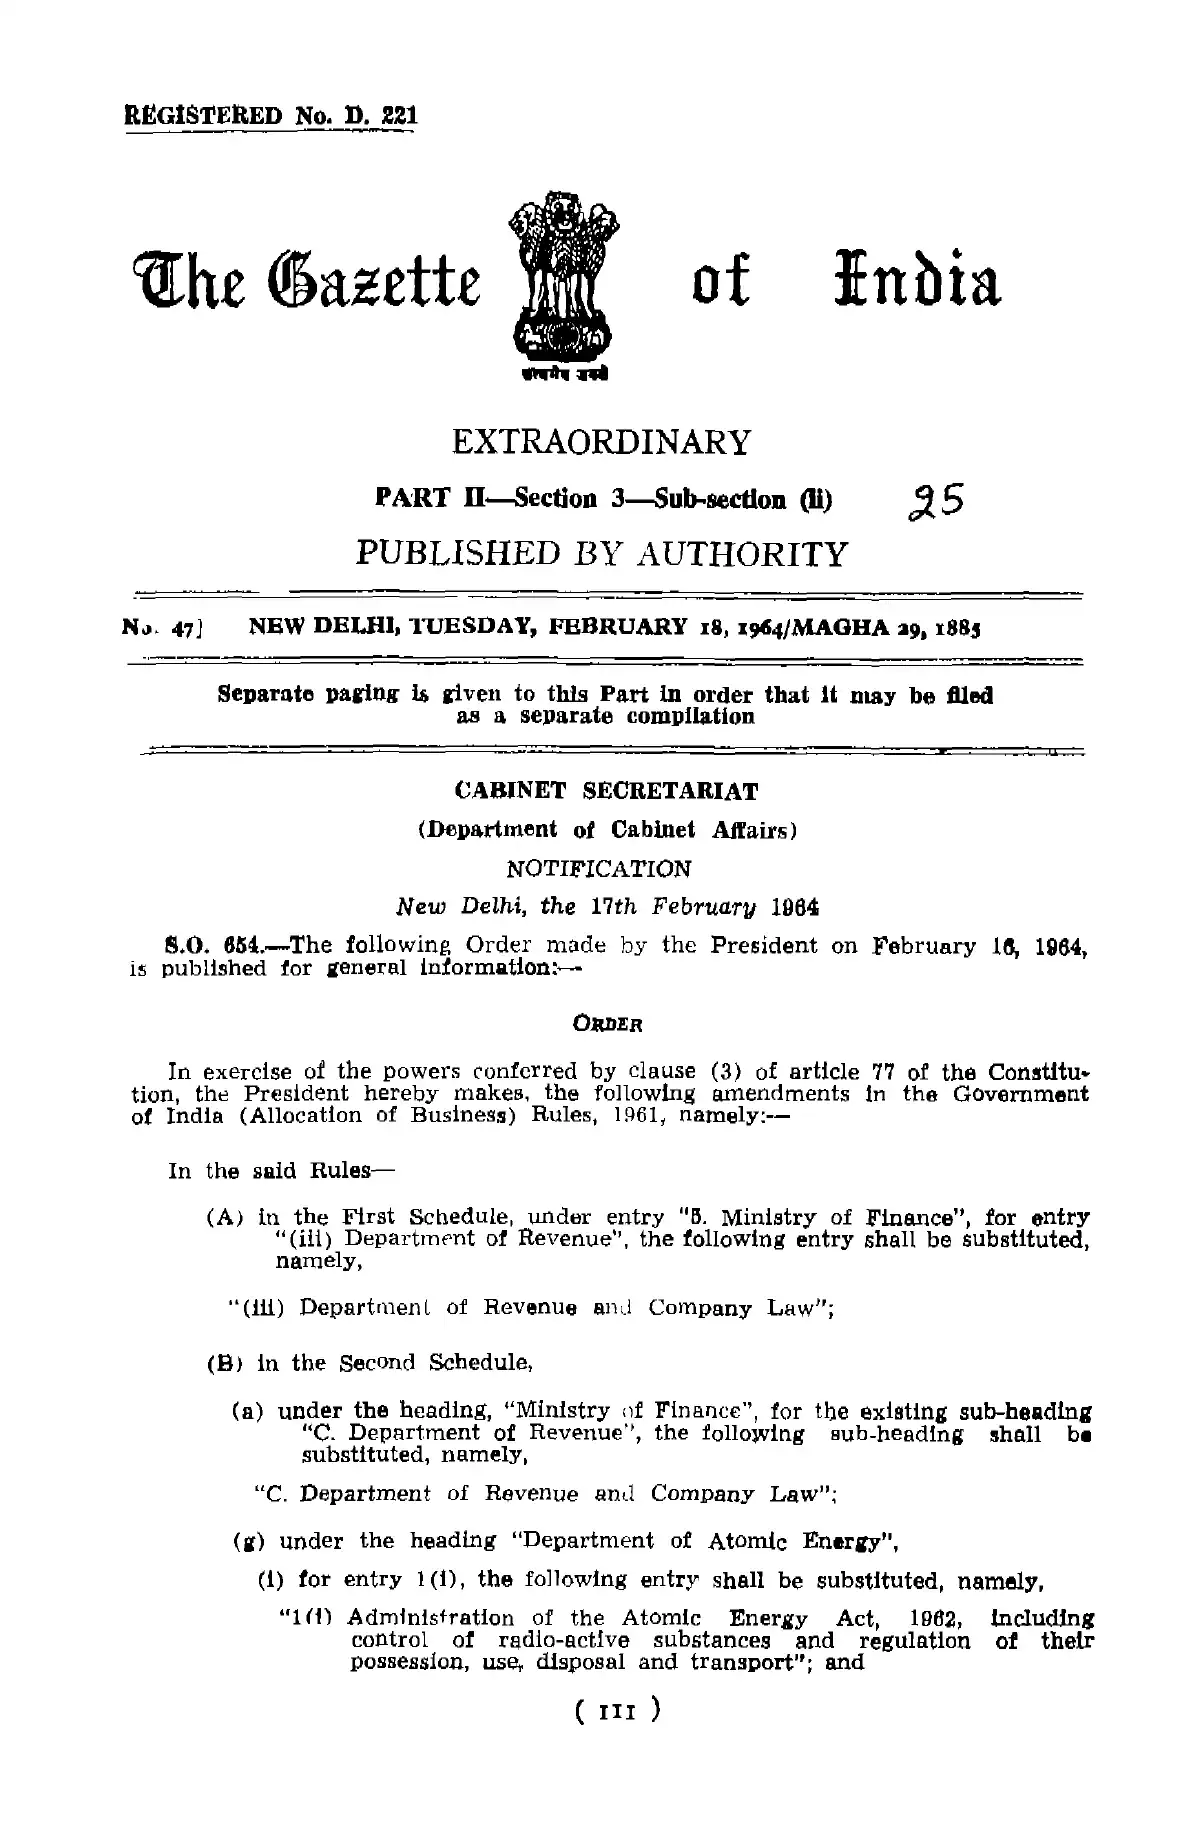 REGISTERED No. D. 221
The Gazette of India
सत्यमेव जयते
EXTRAORDINARY
PART II—Section 3—Sub-section (ii)
25
PUBLISHED BY AUTHORITY
No. 47] NEW DELHI, TUESDAY, FEBRUARY 18, 1964/MAGHA 29, 1885
Separate paging is given to this Part in order that it may be filed
as a separate compilation
CABINET SECRETARIAT
(Department of Cabinet Affairs)
NOTIFICATION
New Delhi, the 17th February 1964
S.O. 654.—The following Order made by the President on February 16, 1964,
is published for general information:—
ORDER
In exercise of the powers conferred by clause (3) of article 77 of the Constitu-
tion, the President hereby makes, the following amendments in the Government
of India (Allocation of Business) Rules, 1961, namely:—
In the said Rules—
(A) in the First Schedule, under entry "5. Ministry of Finance", for entry
"(iii) Department of Revenue", the following entry shall be substituted,
namely,
"(iii) Department of Revenue and Company Law";
(B) in the Second Schedule,
(a) under the heading, "Ministry of Finance", for the existing sub-heading
"C. Department of Revenue", the following sub-heading shall be
substituted, namely,
"C. Department of Revenue and Company Law";
(g) under the heading "Department of Atomic Energy",
(i) for entry 1(i), the following entry shall be substituted, namely,
"1(i) Administration of the Atomic Energy Act, 1962, including
control of radio-active substances and regulation of their
possession, use, disposal and transport"; and
( 111 )